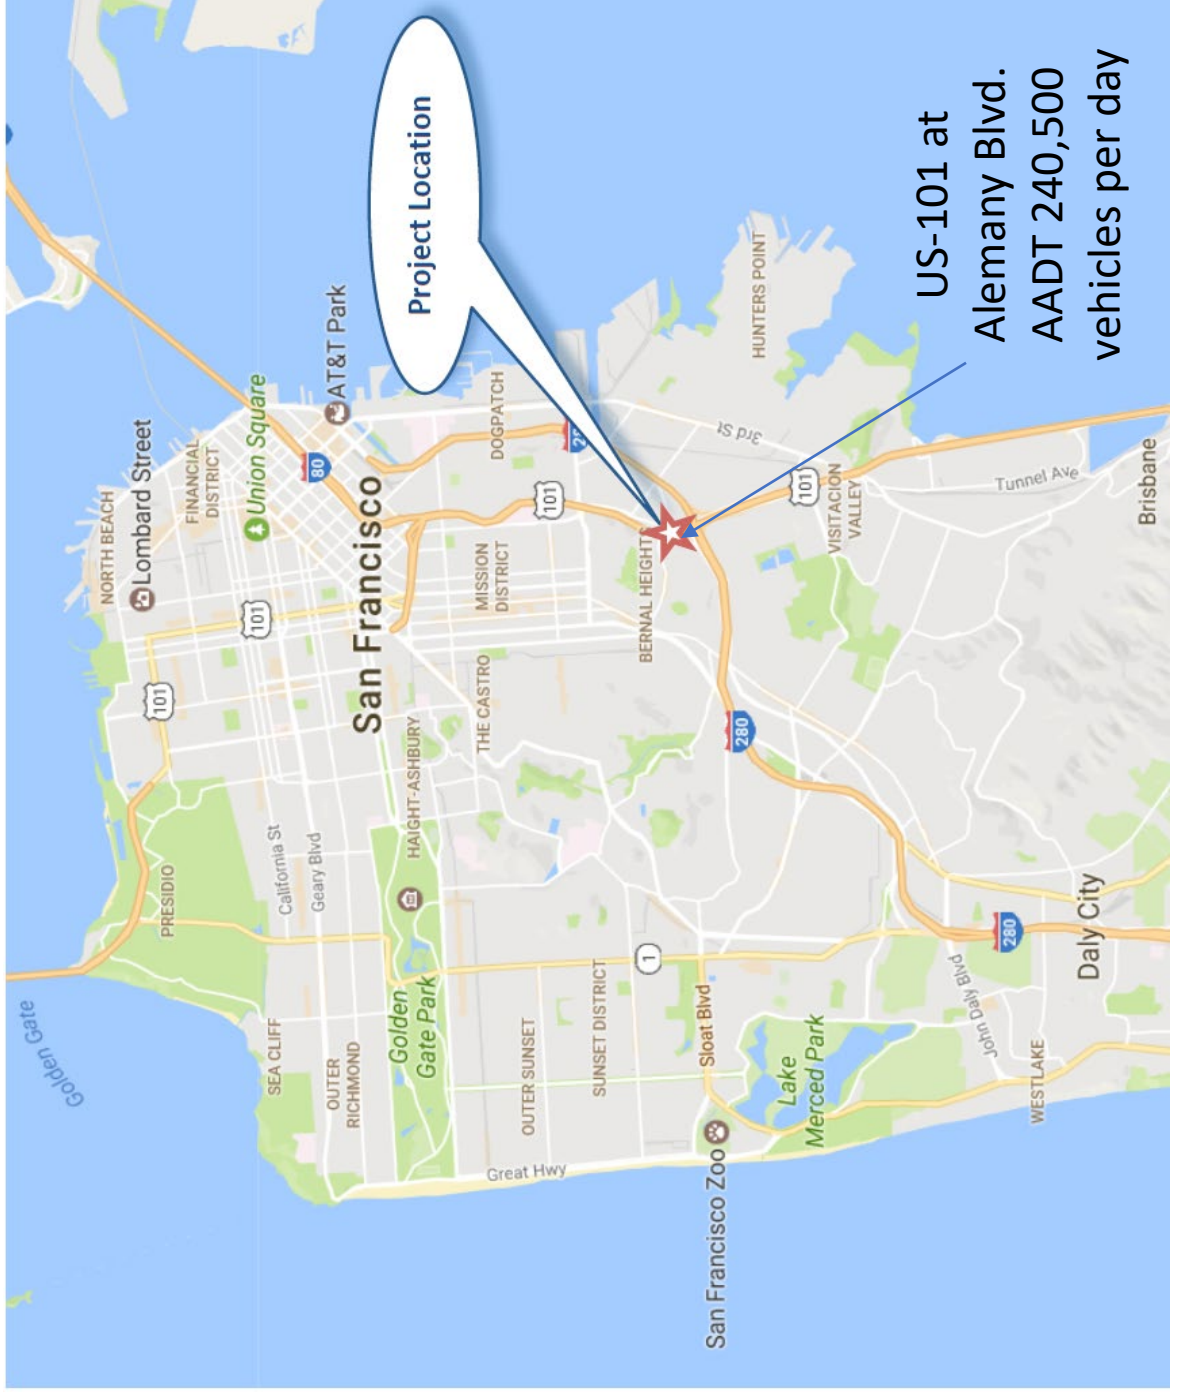 Golden Gate
PRESIDIO
SEA CLIFF
OUTER
RICHMOND
California St
Geary Blvd
101
101
NORTH BEACH
Lombard Street
FINANCIAL
DISTRICT
Union Square
80
AT&T Park
San Francisco
HAIGHT-ASHBURY
Golden
Gate Park
THE CASTRO
MISSION
DISTRICT
DOGPATCH
101
Project Location
OUTER SUNSET
SUNSET DISTRICT
Great Hwy
1
BERNAL HEIGHTS
3rd St
HUNTERS POINT
280
101
Sloat Blvd
San Francisco Zoo
Lake
Merced Park
VISITACION
VALLEY
Tunnel Ave
John Daly Blvd
280
WESTLAKE
Daly City
Brisbane
US-101 at
Alemany Blvd.
AADT 240,500
vehicles per day